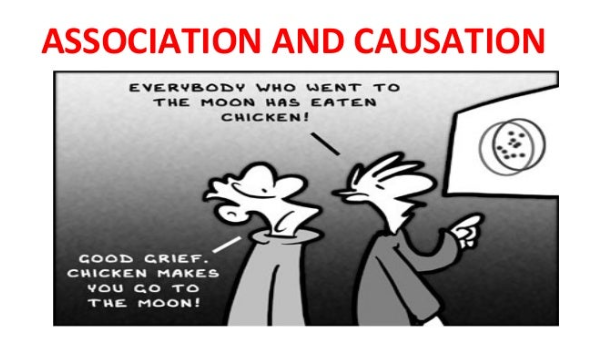 ASSOCIATION AND CAUSATION
EVERYBODY WHO WENT TO
THE MOON HAS EATEN
CHICKEN!
GOOD GRIEF.
CHICKEN MAKES
YOU GO TO
THE MOON!